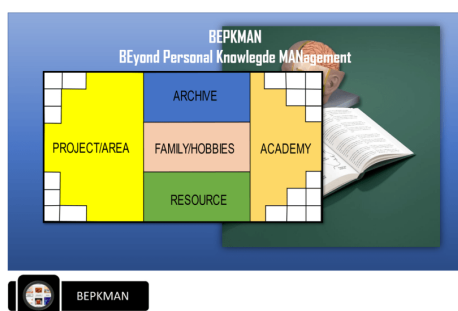 BEPKMAN
BEyond Personal Knowlegde MANagement
ARCHIVE
PROJECT/AREA
FAMILY/HOBBIES
ACADEMY
RESOURCE
BEPKMAN